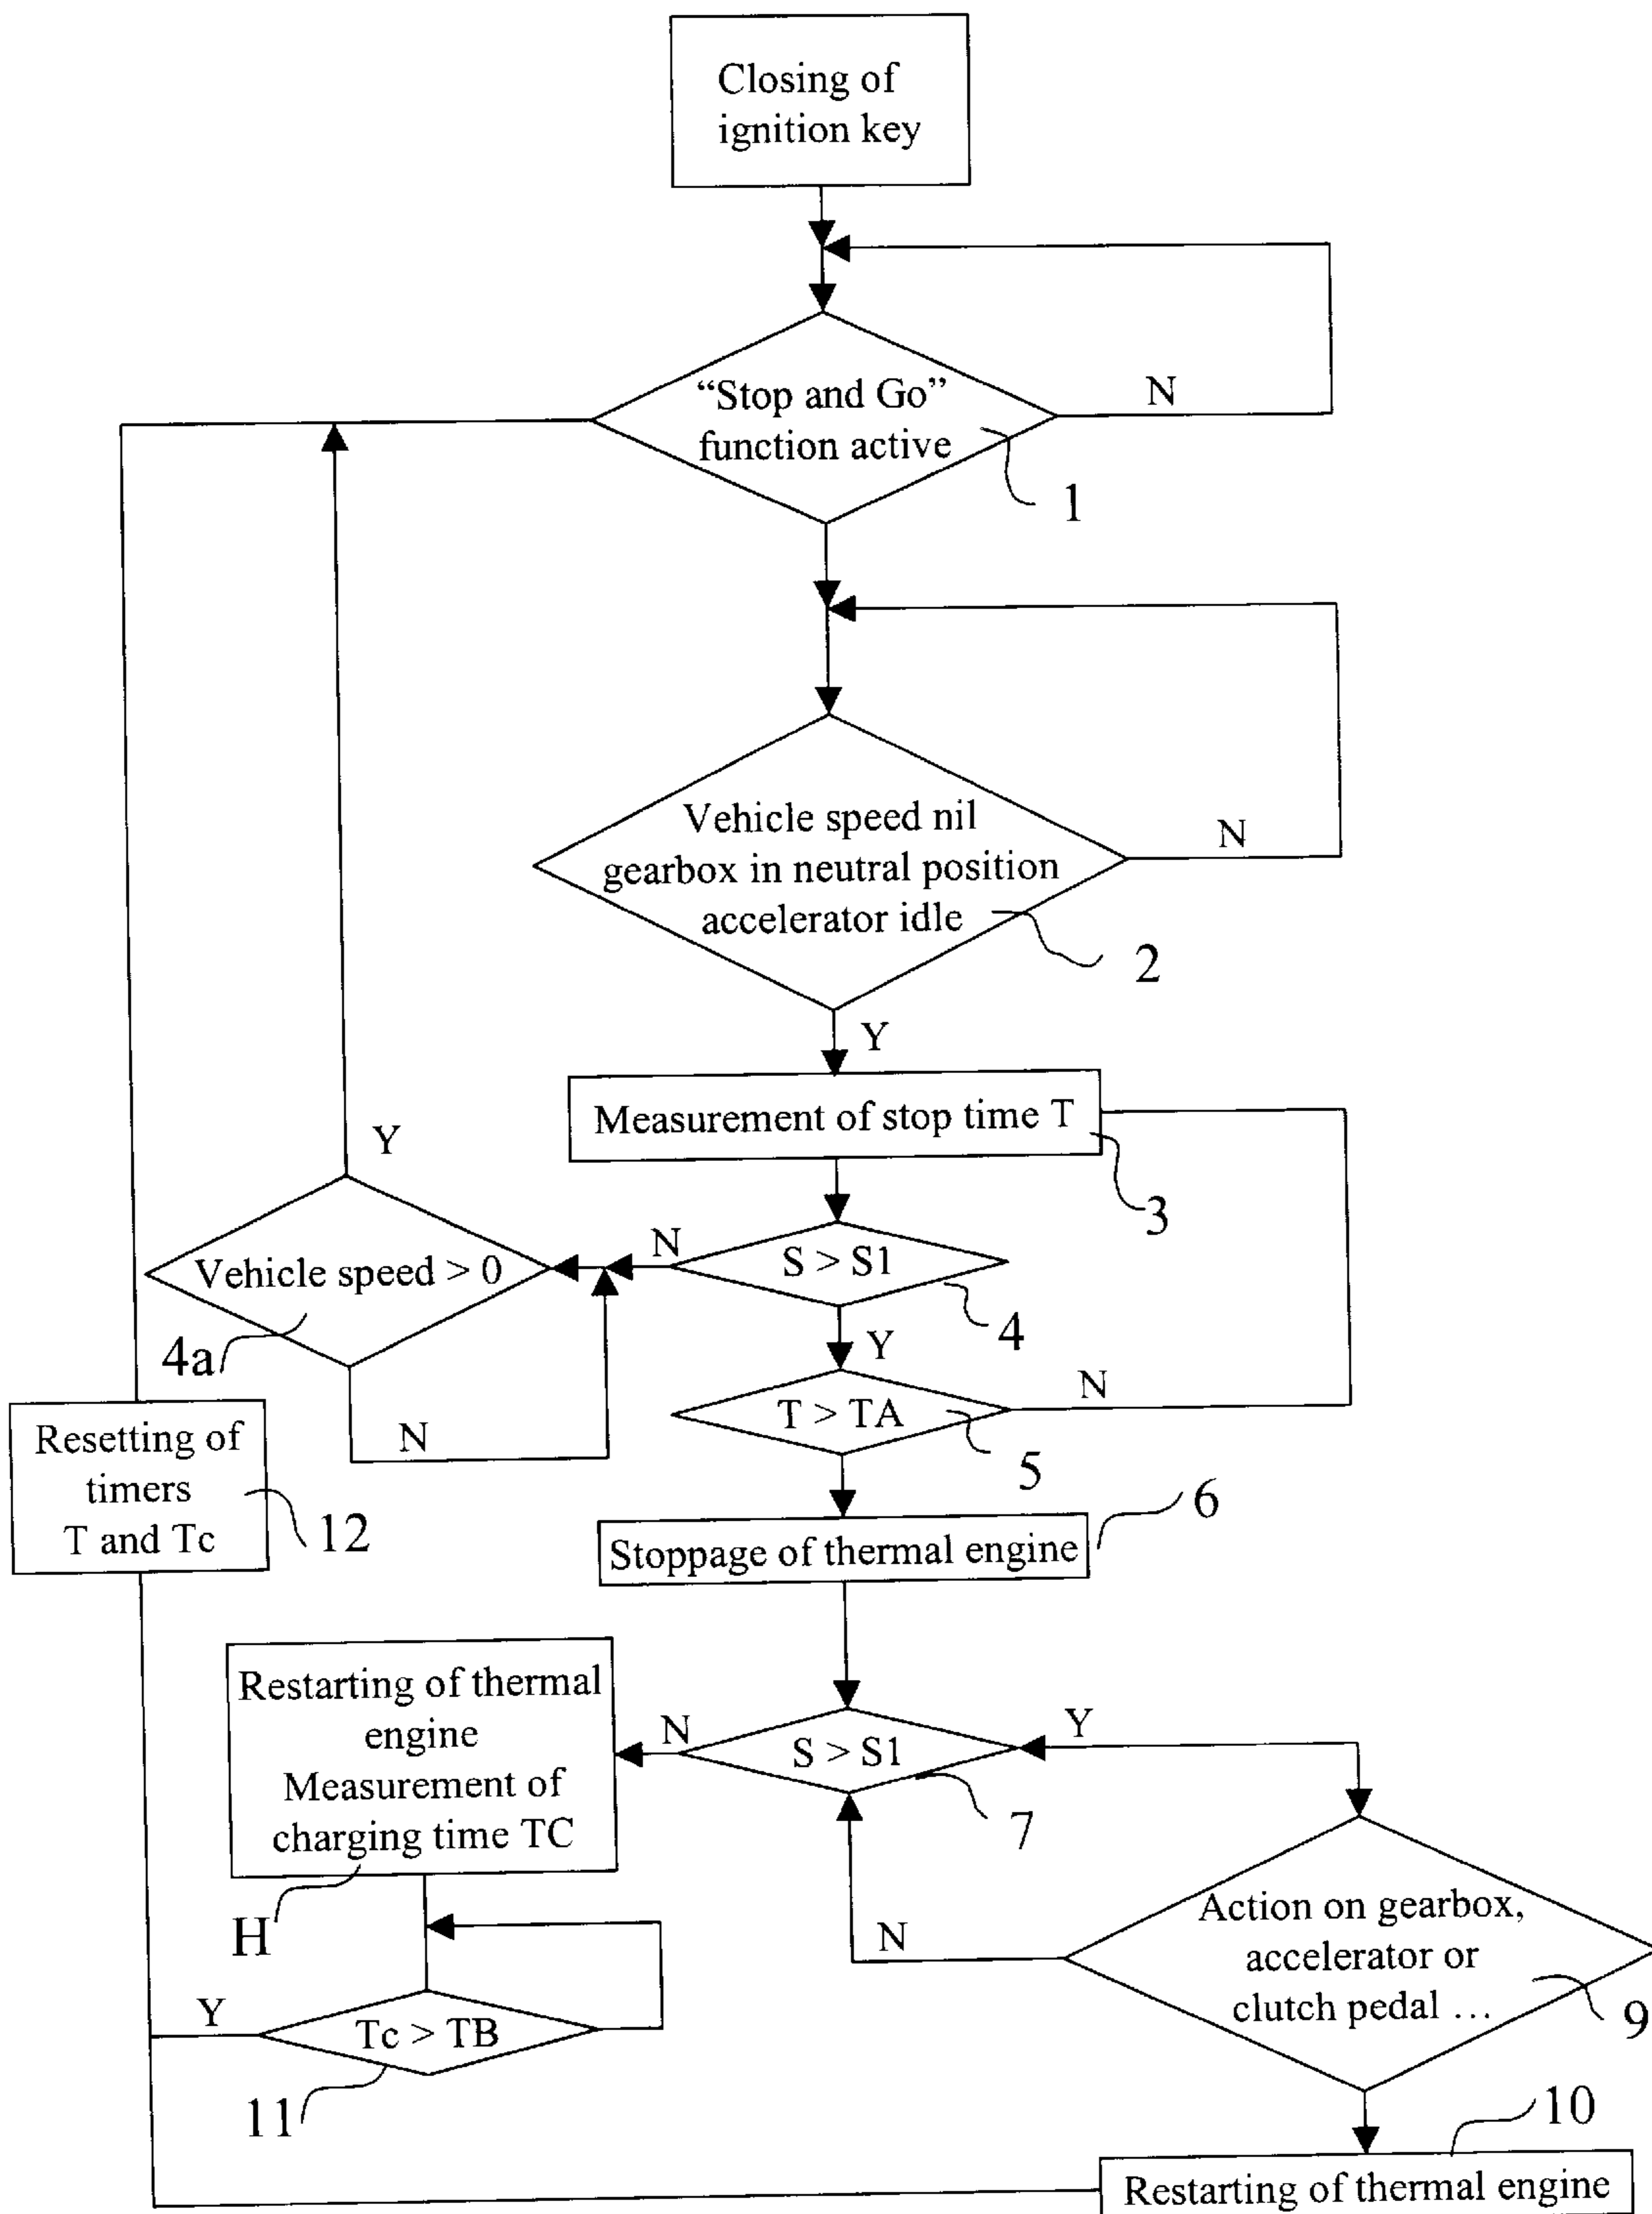 Closing of
ignition key
N
“Stop and Go”
function active
1
Vehicle speed nil
gearbox in neutral position
accelerator idle
N
2
Y
Measurement of stop time T
3
Y
N
S > S1
4
Vehicle speed > 0
4a
Y
N
T > TA
N
5
Resetting of
timers
T and Tc
12
6
Stoppage of thermal engine
Restarting of thermal
engine
Measurement of
charging time TC
H
N
S > S1
Y
7
Action on gearbox,
accelerator or
clutch pedal ...
N
9
Y
Tc > TB
11
10
Restarting of thermal engine